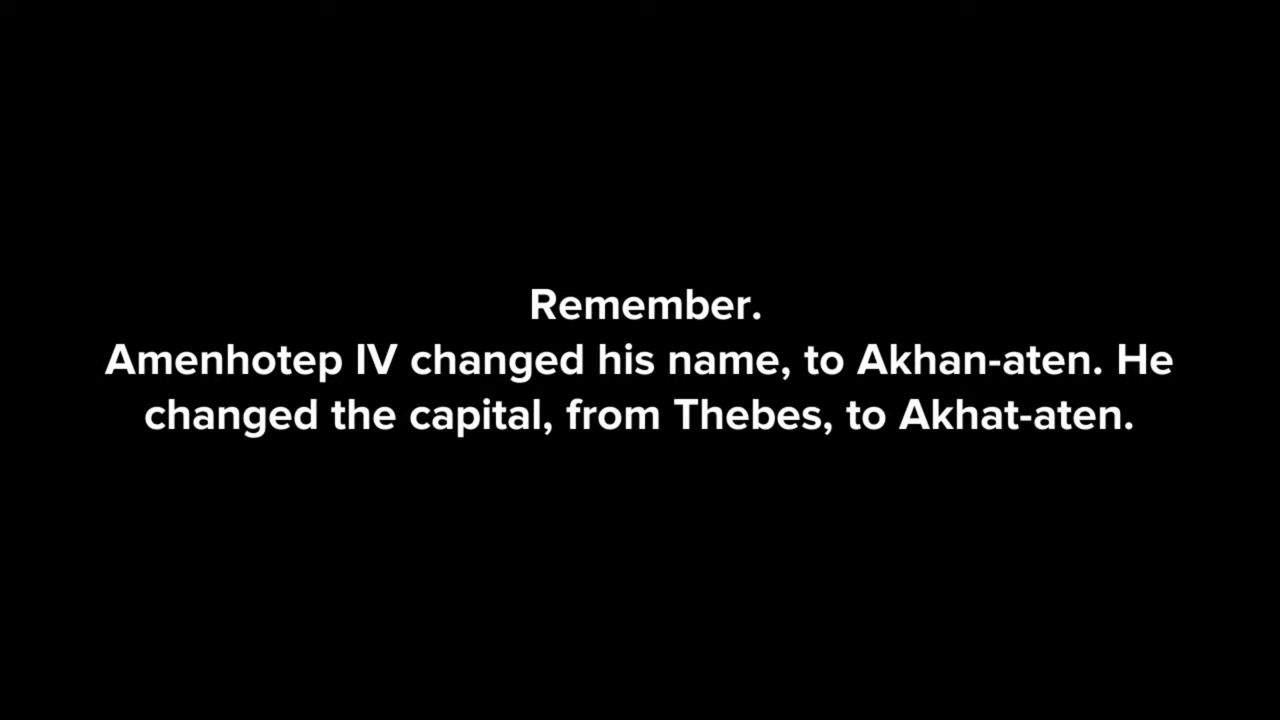 Remember.
Amenhotep IV changed his name, to Akhan-aten. He
changed the capital, from Thebes, to Akhat-aten.